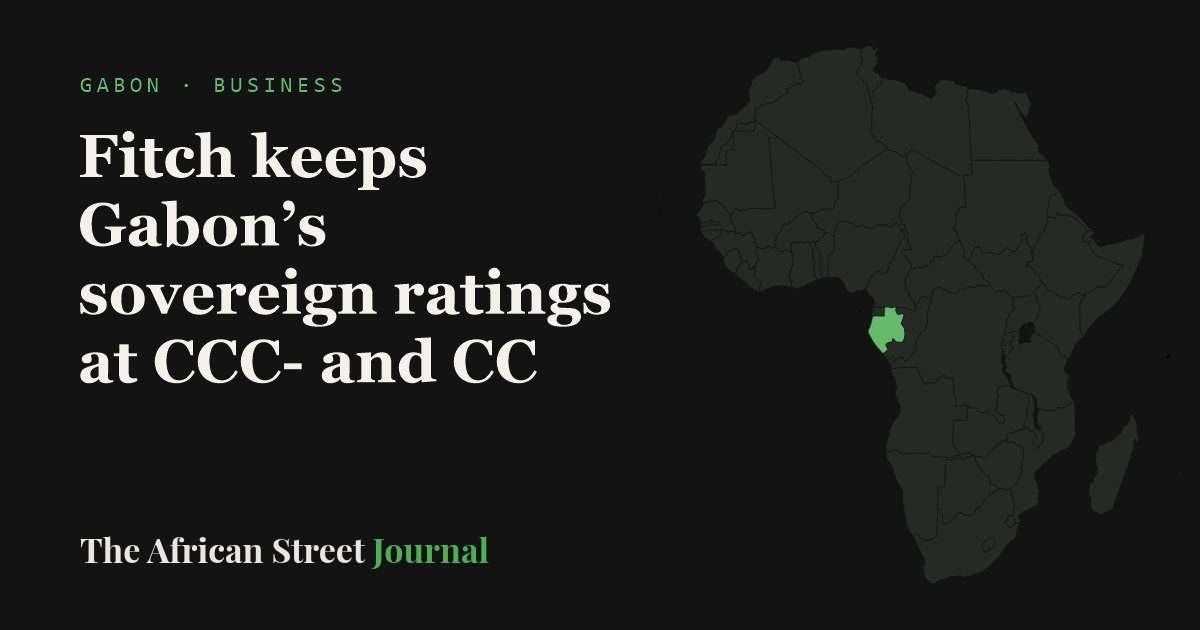 GABON · BUSINESS
Fitch keeps
Gabon’s
sovereign ratings
at CCC- and CC
The African Street Journal